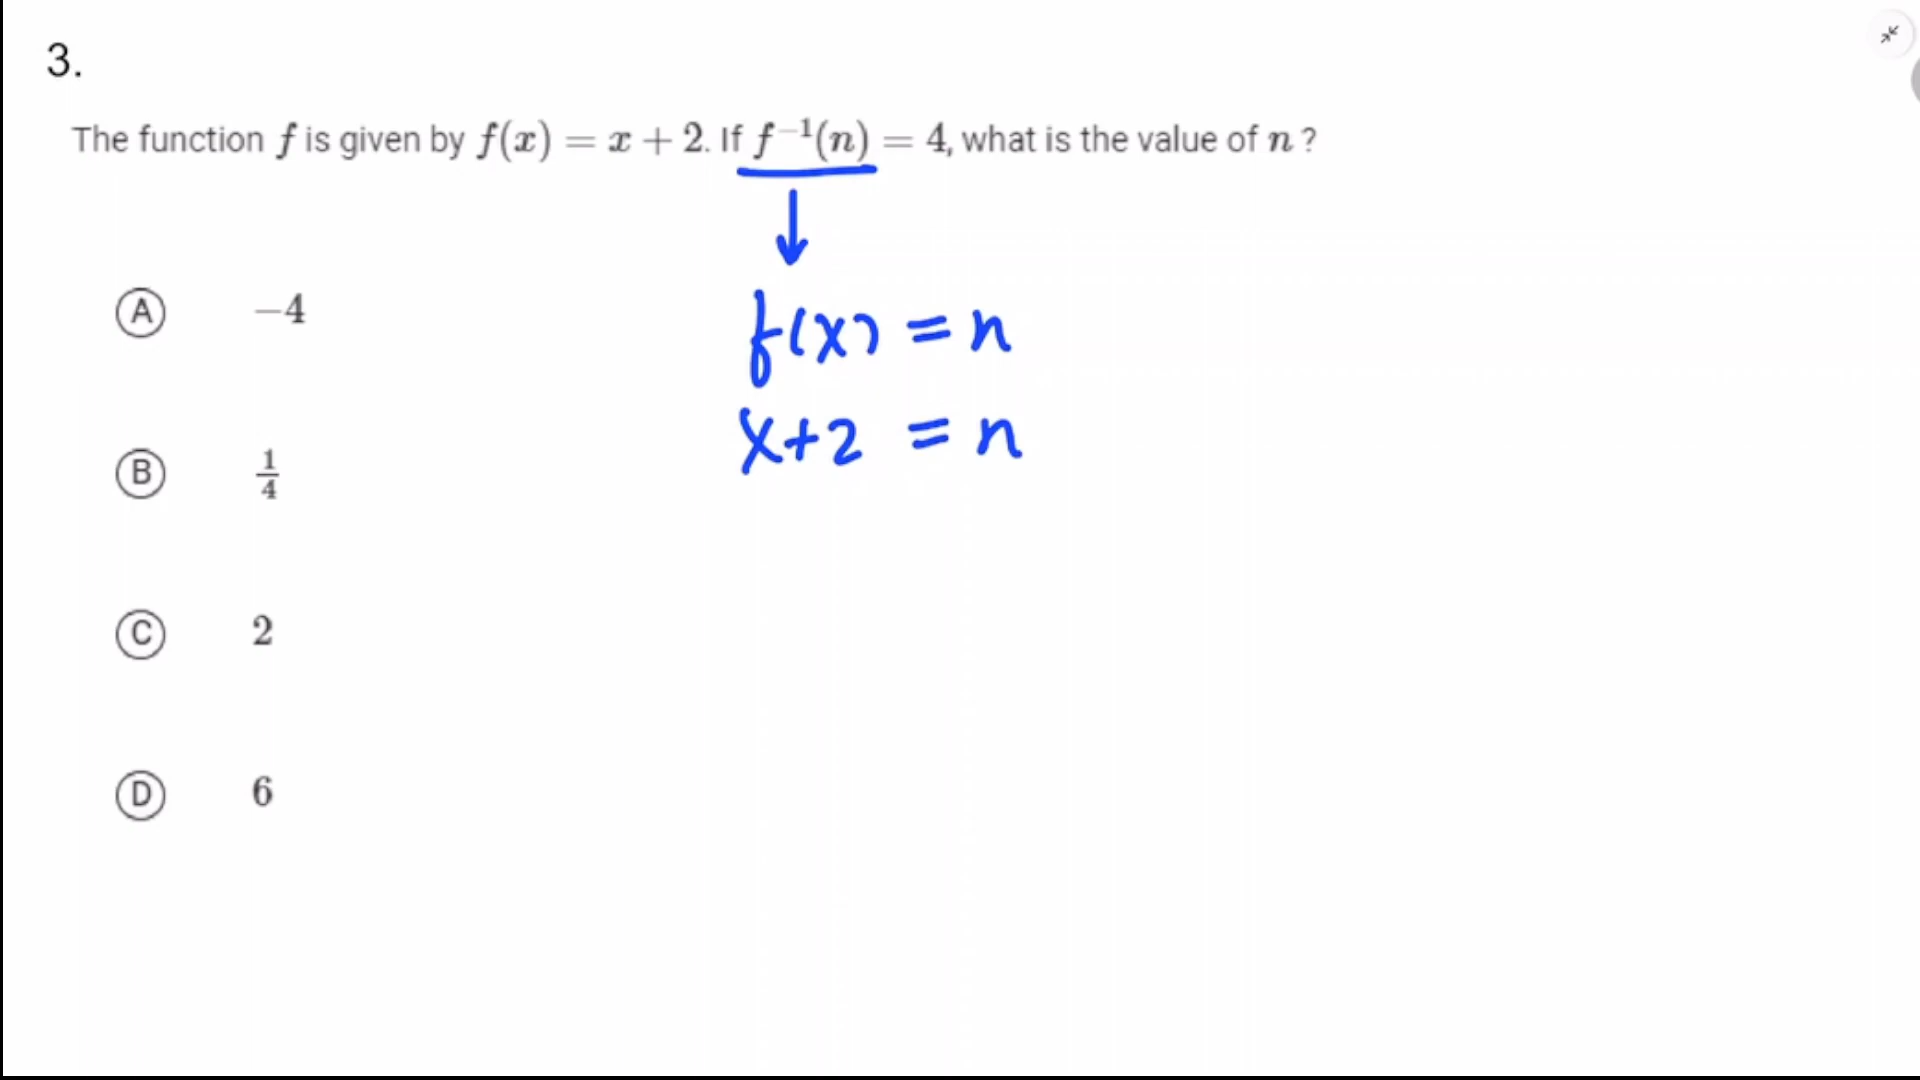 3.
The function f is given by f(x) = x + 2. If f⁻¹(n) = 4, what is the value of n ?
A −4
f(x) = n
x+2 = n
B 1/4
C 2
D 6